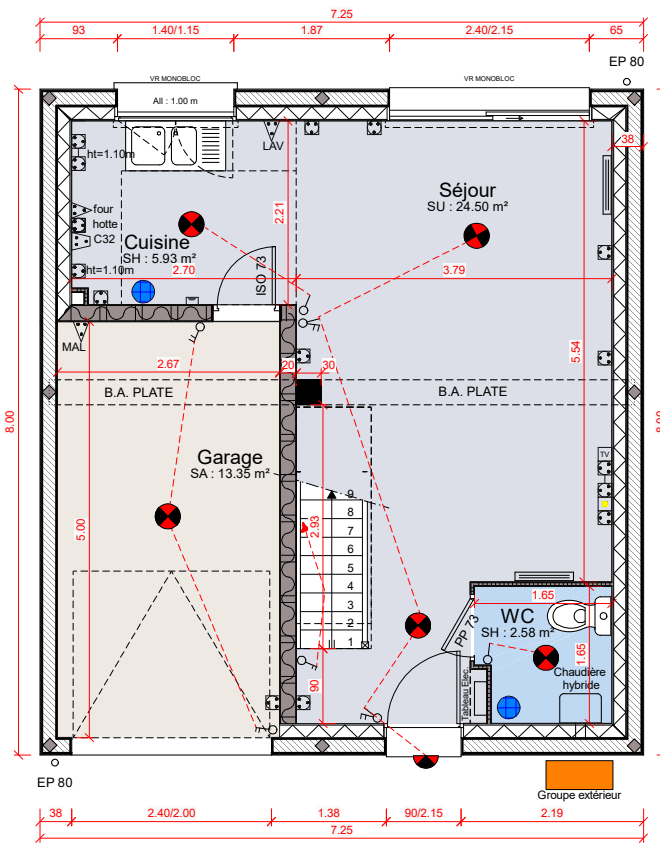 7.25
93
1.40/1.15
1.87
2.40/2.15
65
EP 80
VR MONOBLOC
VR MONOBLOC
All : 1.00 m
38
LAV
ht=1.10m
2.21
Séjour
SU : 24.50 m²
four
hotte
C32
Cuisine
SH : 5.93 m²
ISO 73
ht=1.10m
2.70
3.79
MAL
2.67
20
30
5.54
B.A. PLATE
B.A. PLATE
8.00
8.00
Garage
SA : 13.35 m²
TV
9
8
7
6
5
4
3
2
1
2.93
5.00
1.65
WC
SH : 2.58 m²
PP 73
1.65
Chaudière
hybride
90
Tableau Elec.
EP 80
Groupe extérieur
38
2.40/2.00
1.38
90/2.15
2.19
7.25